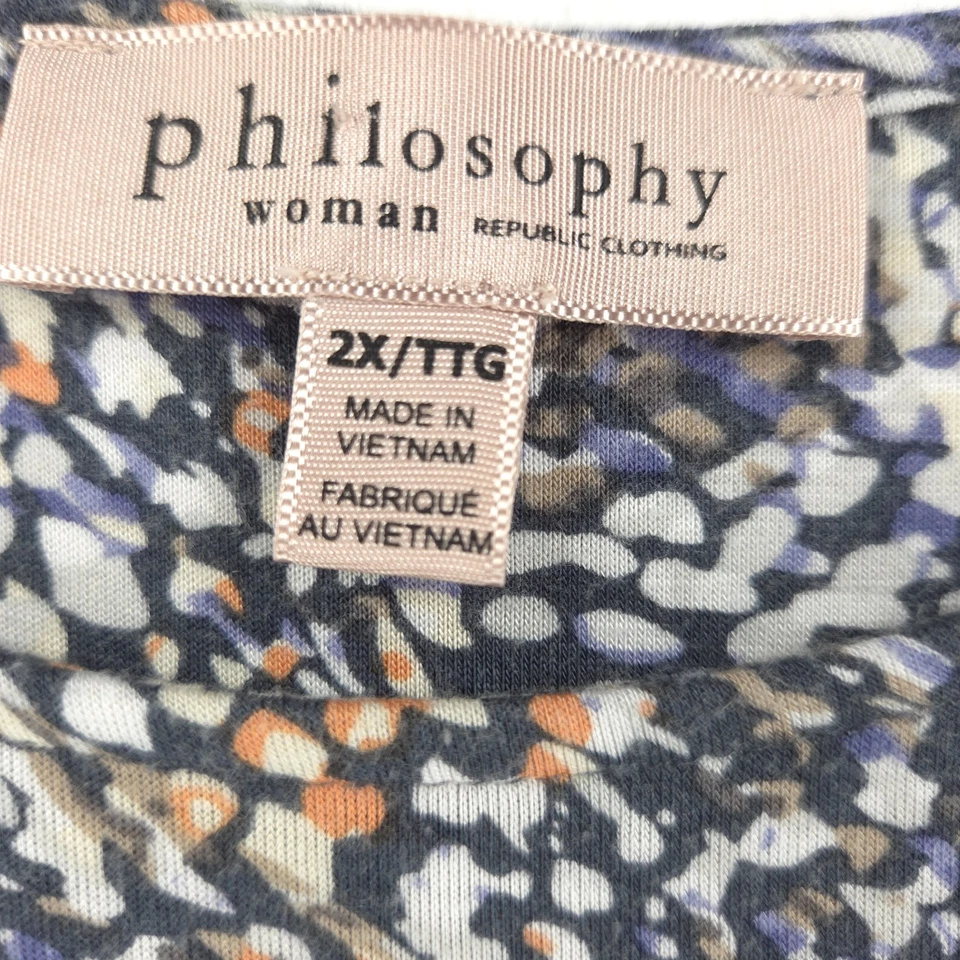 philosophy
woman REPUBLIC CLOTHING
2X/TTG
MADE IN
VIETNAM
FABRIQUÉ
AU VIETNAM